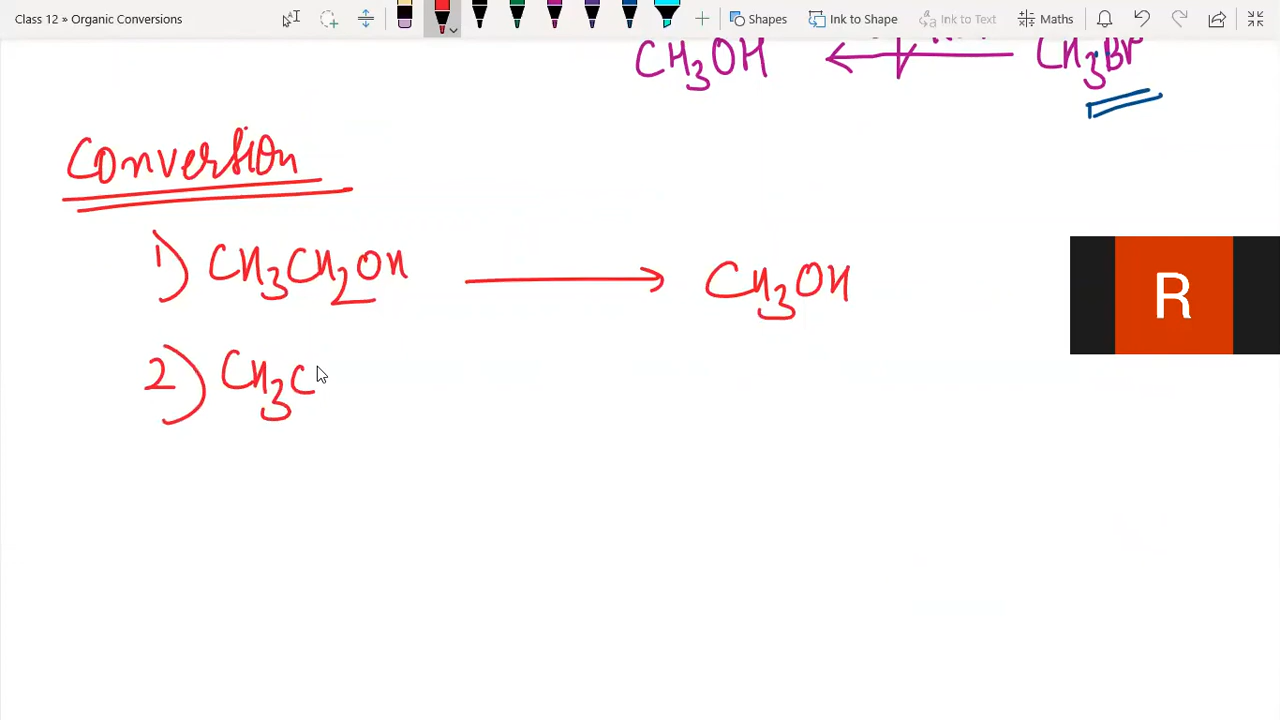 Class 12 » Organic Conversions
Shapes
Ink to Shape
Ink to Text
Maths
CH3OH ← CH3Br
Convertion
1) CH3CH2OH → CH3OH
R
2) CH3C